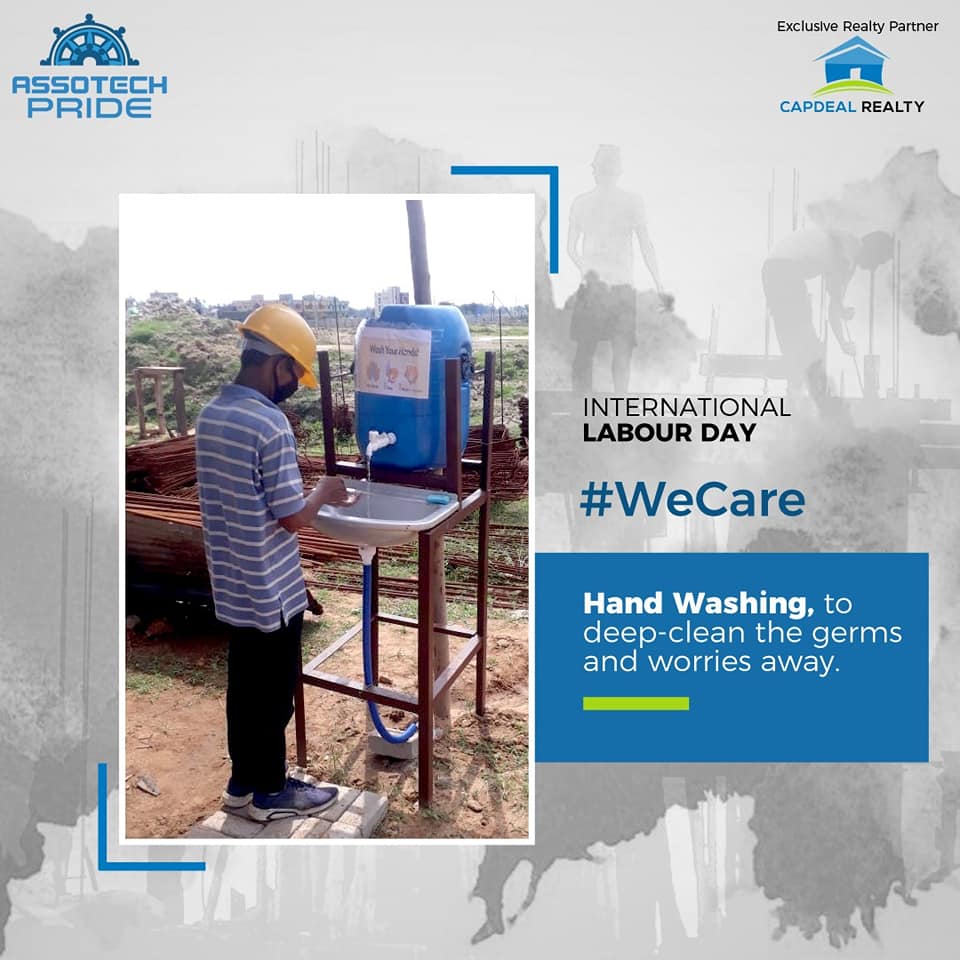 ASSOTECH
PRIDE
Exclusive Realty Partner
CAPDEAL REALTY
Wash Your Hands!
INTERNATIONAL
LABOUR DAY
#WeCare
Hand Washing, to
deep-clean the germs
and worries away.